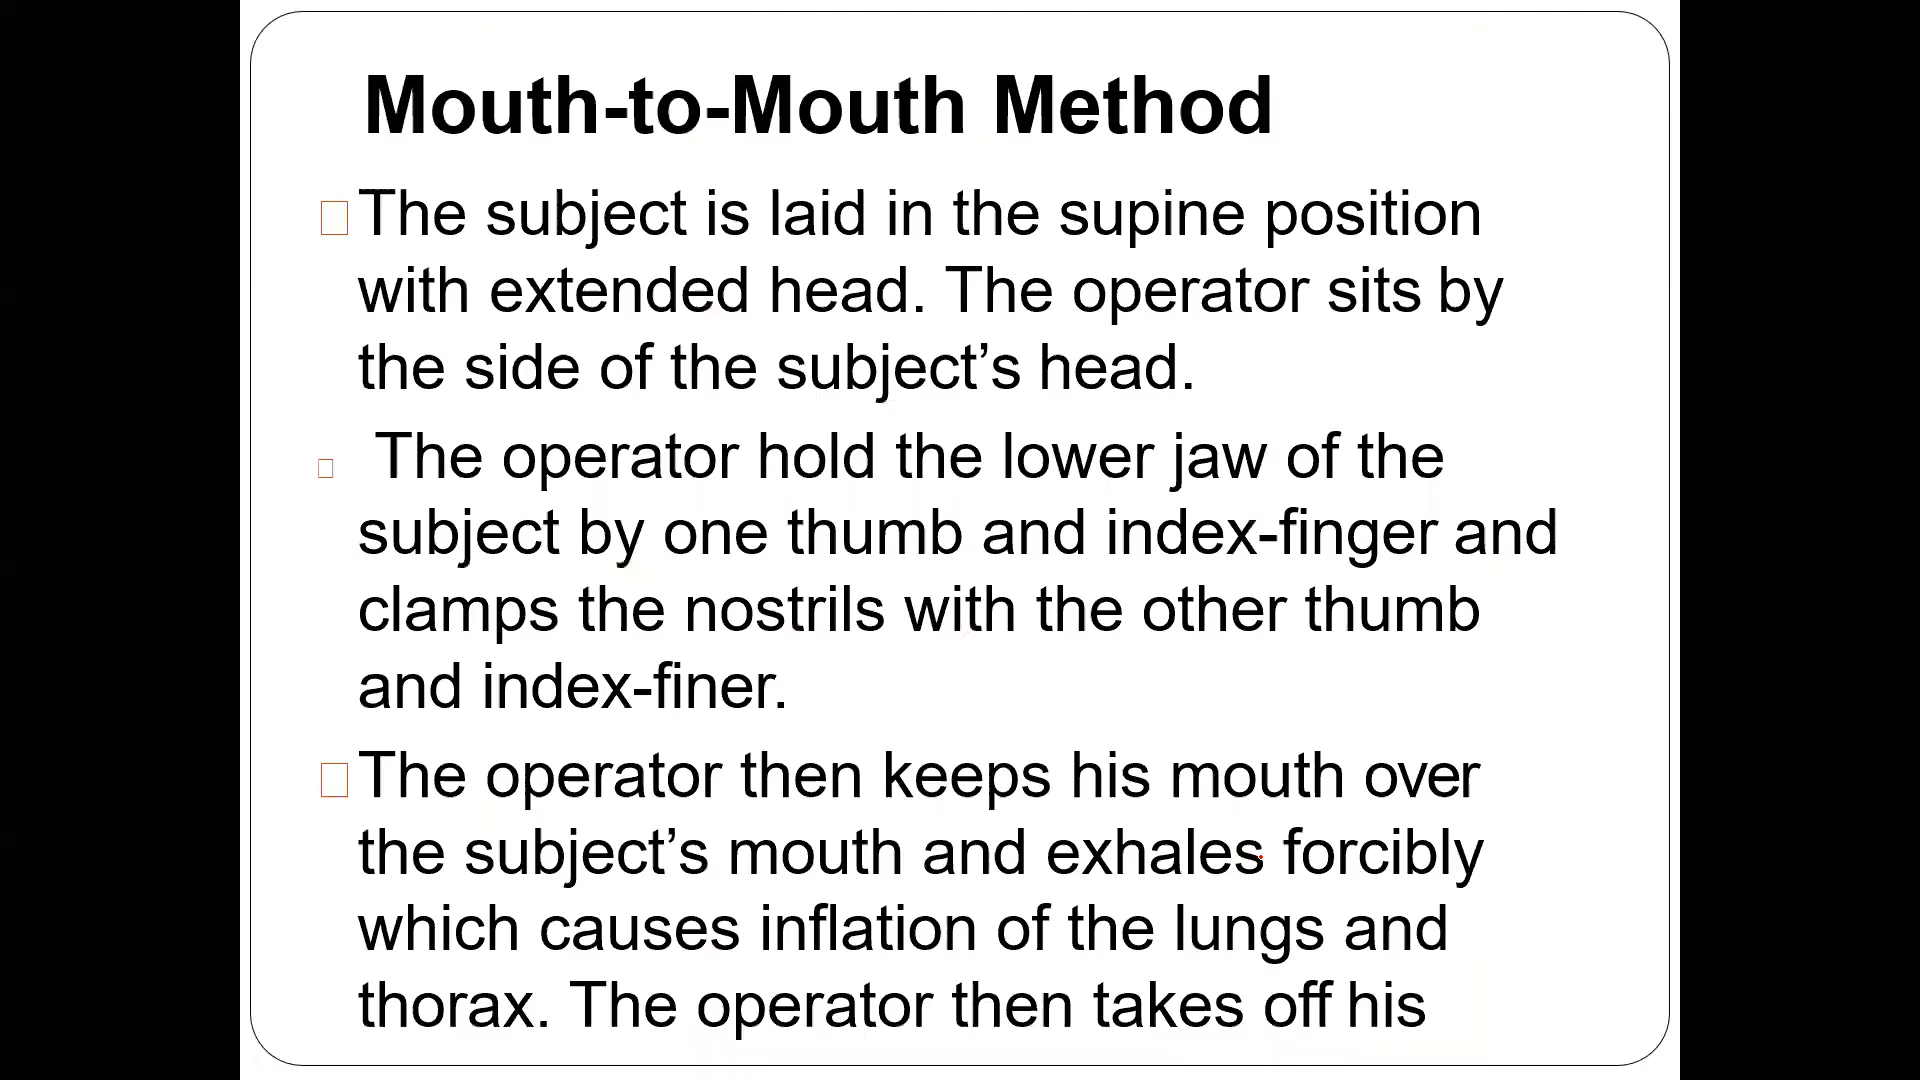 Mouth-to-Mouth Method
The subject is laid in the supine position
with extended head. The operator sits by
the side of the subject’s head.
The operator hold the lower jaw of the
subject by one thumb and index-finger and
clamps the nostrils with the other thumb
and index-finer.
The operator then keeps his mouth over
the subject’s mouth and exhales forcibly
which causes inflation of the lungs and
thorax. The operator then takes off his